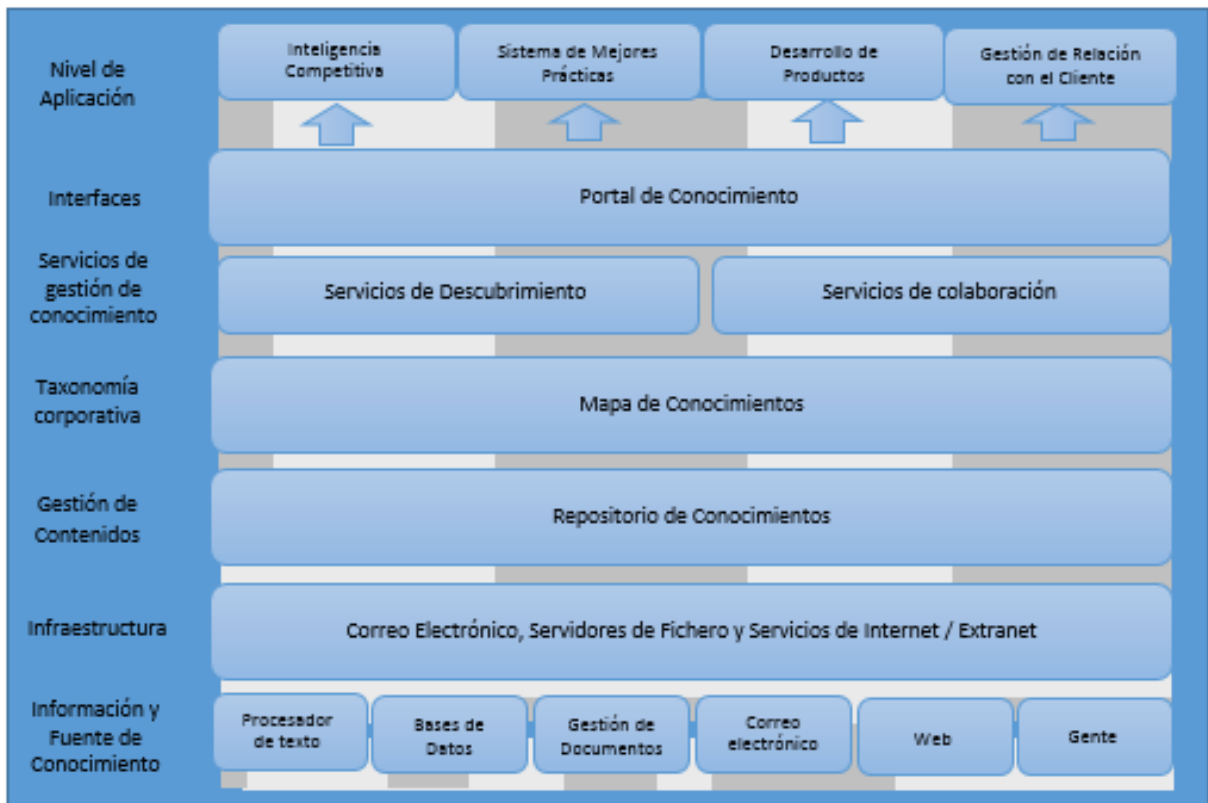 Nivel de
Aplicación
Inteligencia
Competitiva
Sistema de Mejores
Prácticas
Desarrollo de
Productos
Gestión de Relación
con el Cliente
Interfaces
Portal de Conocimiento
Servicios de
gestión de
conocimiento
Servicios de Descubrimiento
Servicios de colaboración
Taxonomía
corporativa
Mapa de Conocimientos
Gestión de
Contenidos
Repositorio de Conocimientos
Infraestructura
Correo Electrónico, Servidores de Fichero y Servicios de Internet / Extranet
Información y
Fuente de
Conocimiento
Procesador
de texto
Bases de
Datos
Gestión de
Documentos
Correo
electrónico
Web
Gente